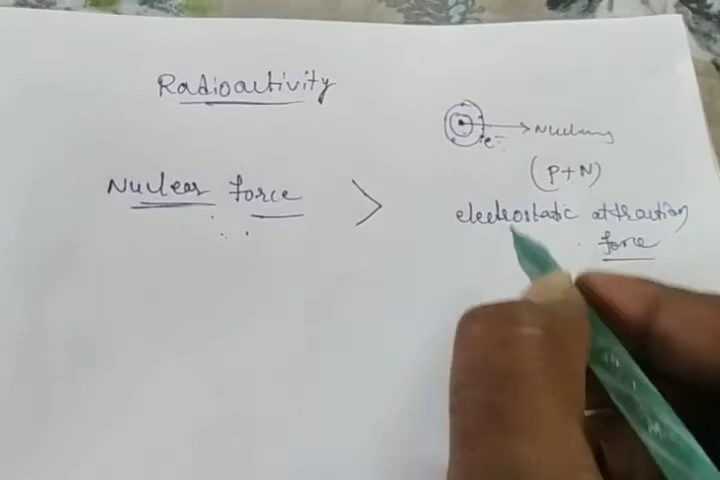 Radioactivity
e⁻
Nucleus
(P+N)
Nuclear force >
electrostatic attraction
force